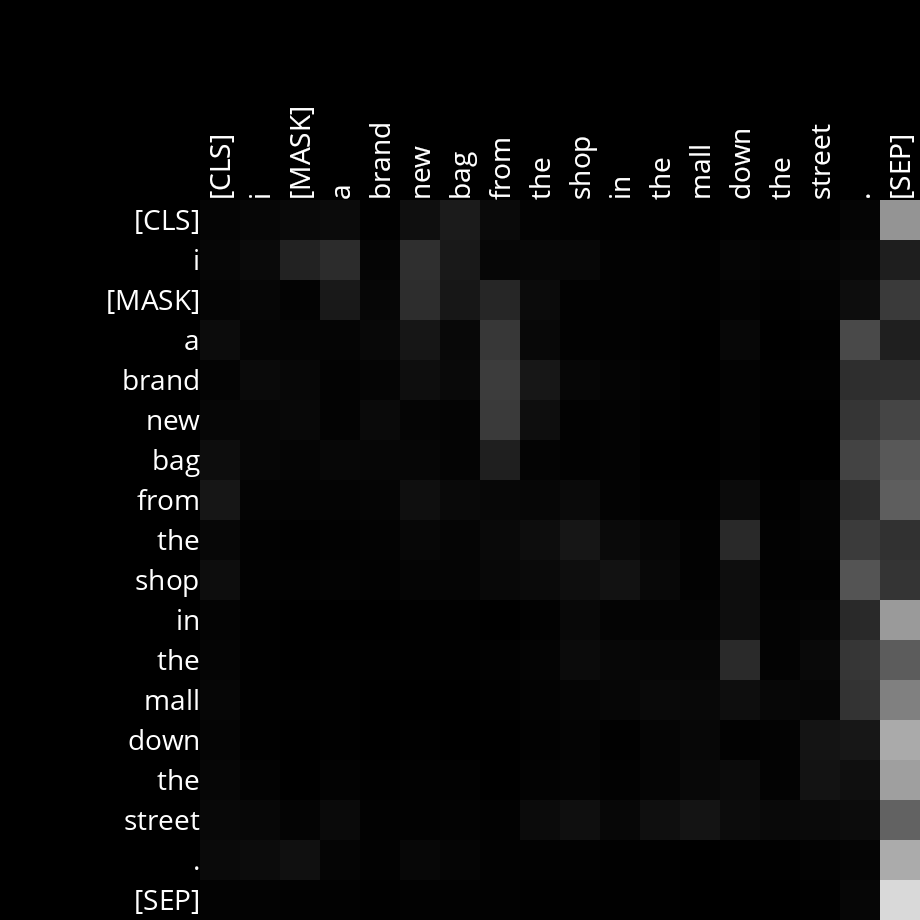 [CLS] i [MASK] a brand new bag from the shop in the mall down the street . [SEP]
[CLS]
i
[MASK]
a
brand
new
bag
from
the
shop
in
the
mall
down
the
street
.
[SEP]